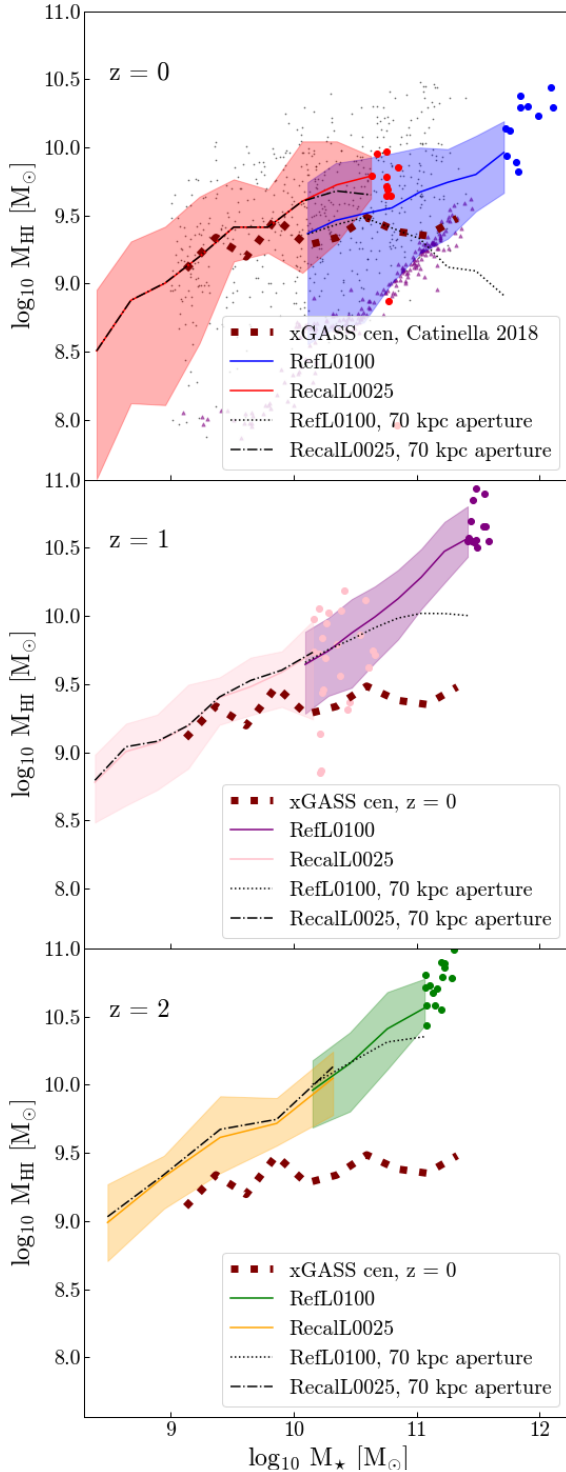 11.0
z = 0
10.5
10.0
9.5
9.0
8.5
8.0
log10 MHI [M⊙]
xGASS cen, Catinella 2018
RefL0100
RecalL0025
RefL0100, 70 kpc aperture
RecalL0025, 70 kpc aperture
11.0
z = 1
10.5
10.0
9.5
9.0
8.5
8.0
log10 MHI [M⊙]
xGASS cen, z = 0
RefL0100
RecalL0025
RefL0100, 70 kpc aperture
RecalL0025, 70 kpc aperture
11.0
z = 2
10.5
10.0
9.5
9.0
8.5
8.0
log10 MHI [M⊙]
xGASS cen, z = 0
RefL0100
RecalL0025
RefL0100, 70 kpc aperture
RecalL0025, 70 kpc aperture
9 10 11 12
log10 M★ [M⊙]